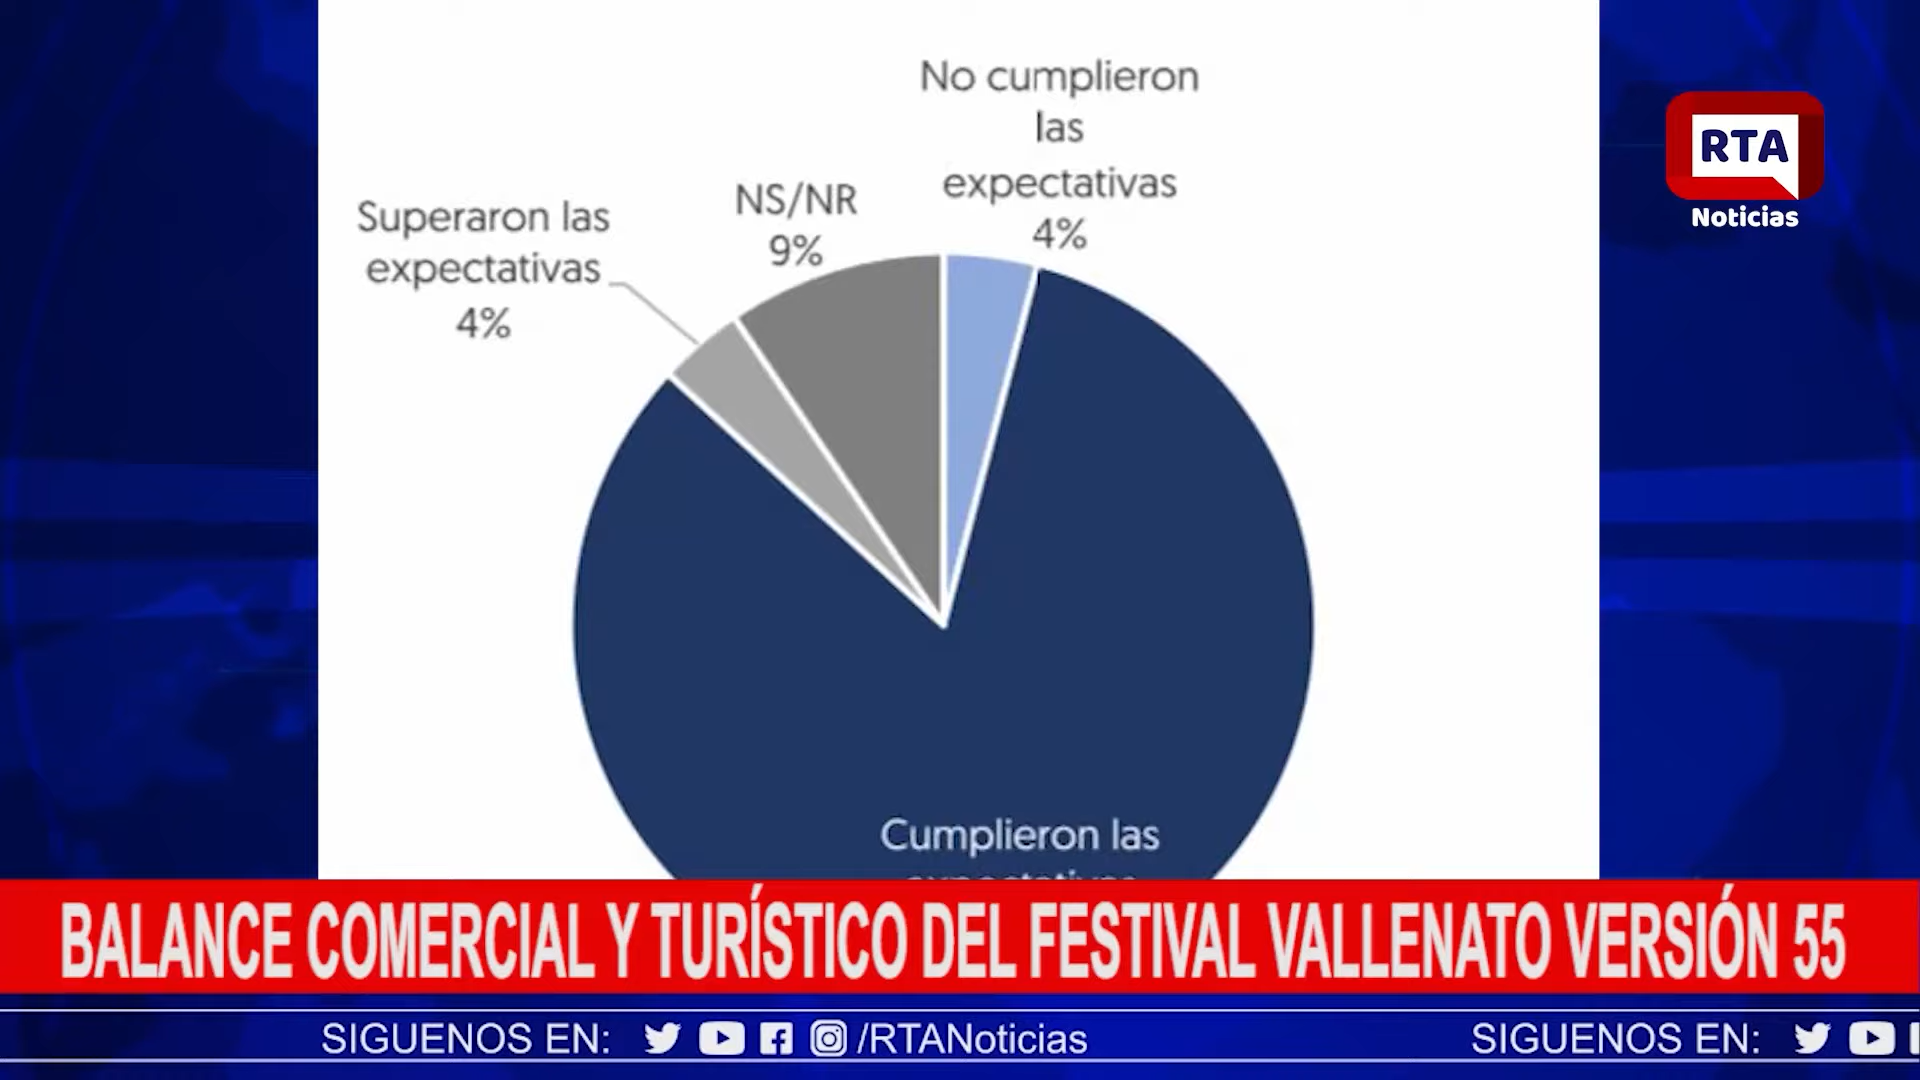 No cumplieron
las
expectativas
4%
NS/NR
9%
Superaron las
expectativas
4%
Cumplieron las
expectativas
RTA
Noticias
BALANCE COMERCIAL Y TURÍSTICO DEL FESTIVAL VALLENATO VERSIÓN 55
SIGUENOS EN: /RTANoticias SIGUENOS EN: